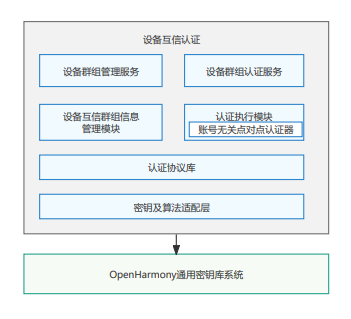 设备互信认证
设备群组管理服务
设备群组认证服务
设备互信群组信息
管理模块
认证执行模块
账号无关点对点认证器
认证协议库
密钥及算法适配层
OpenHarmony通用密钥库系统